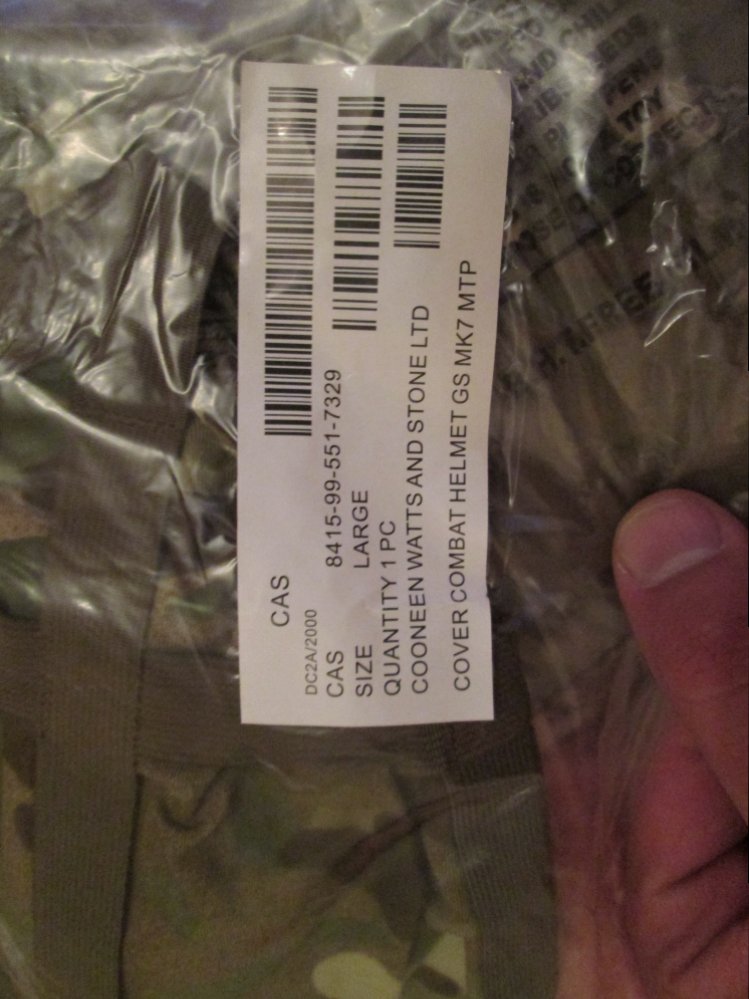 CAS
DC2A/2000
CAS 8415-99-551-7329
SIZE LARGE
QUANTITY 1 PC
COONEEN WATTS AND STONE LTD
COVER COMBAT HELMET GS MK7 MTP
TOY